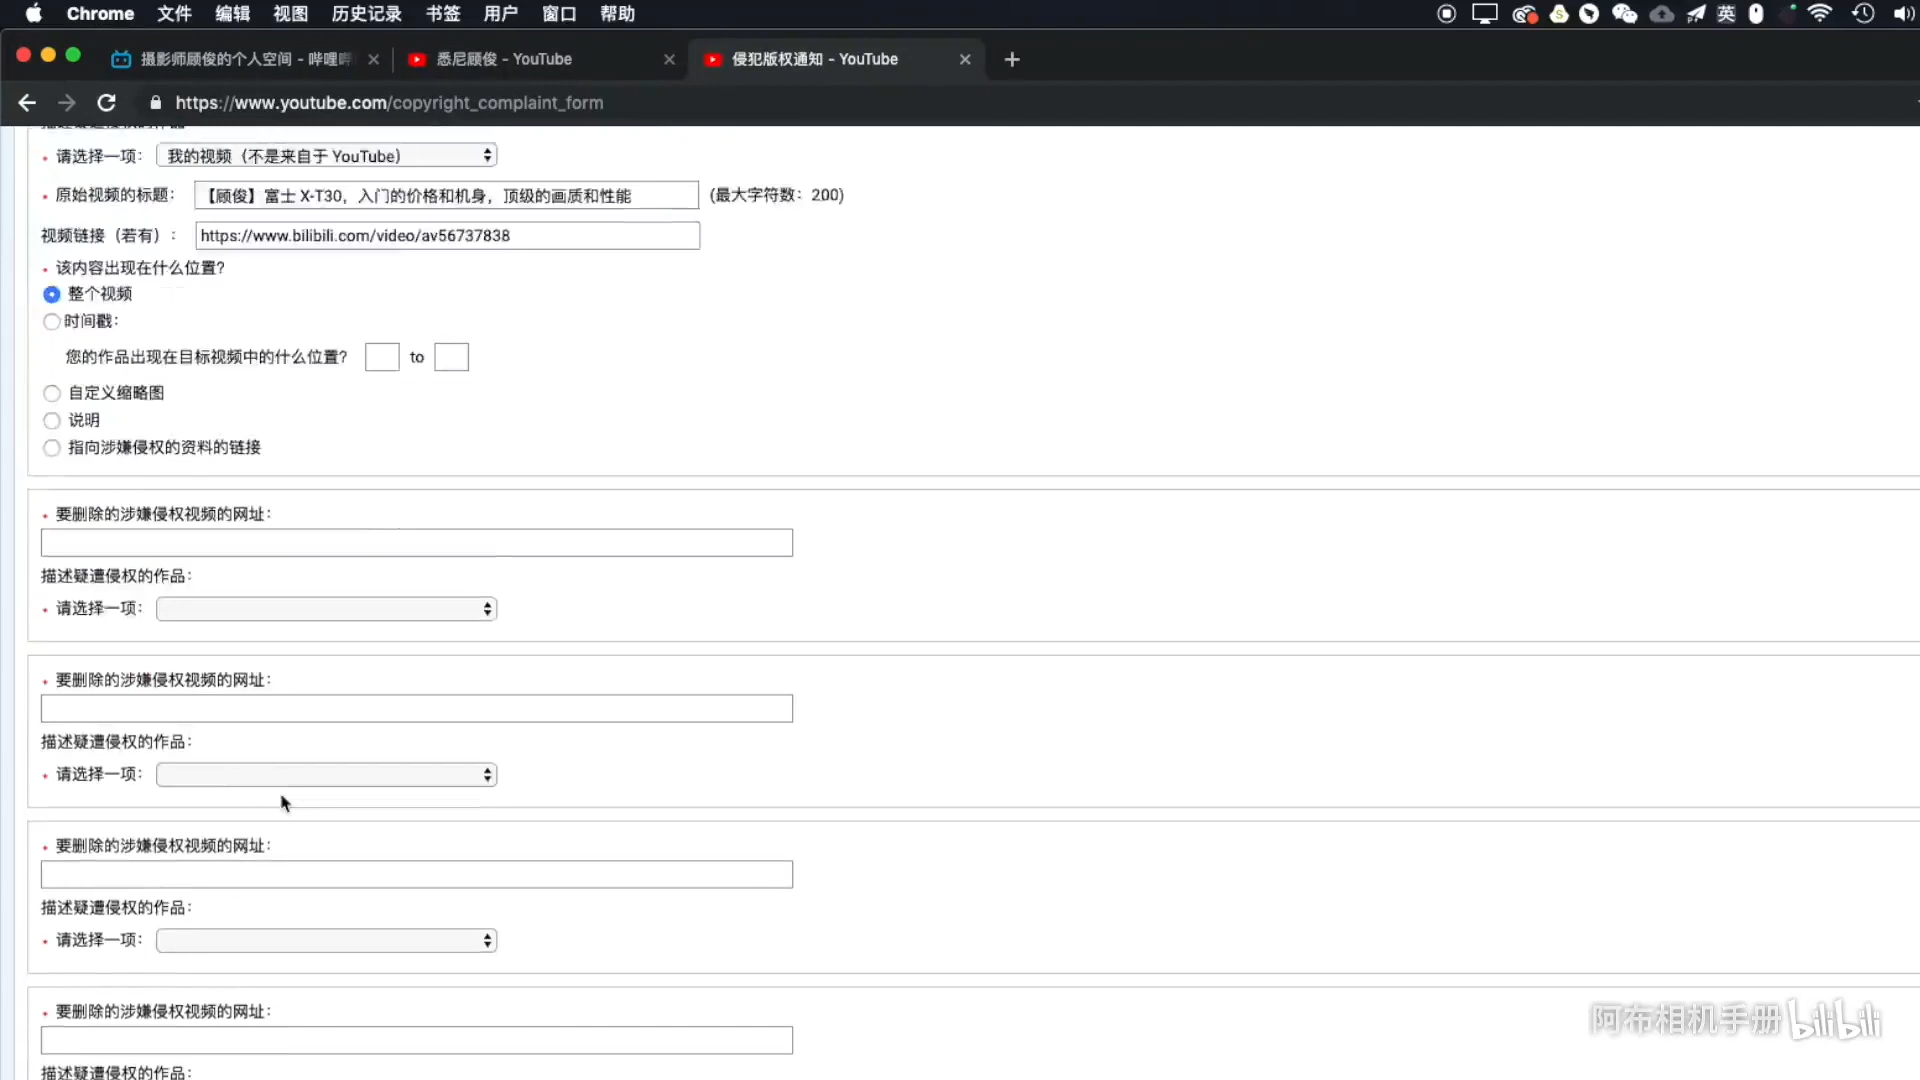 Chrome 文件 编辑 视图 历史记录 书签 用户 窗口 帮助 英
摄影师顾俊的个人空间 - 哔哩哔 悉尼顾俊 - YouTube 侵犯版权通知 - YouTube
https://www.youtube.com/copyright_complaint_form
请选择一项: 我的视频（不是来自于 YouTube）
原始视频的标题: 【顾俊】富士 X-T30，入门的价格和机身，顶级的画质和性能 (最大字符数：200)
视频链接（若有）: https://www.bilibili.com/video/av56737838
该内容出现在什么位置?
整个视频
时间戳:
您的作品出现在目标视频中的什么位置? to
自定义缩略图
说明
指向涉嫌侵权的资料的链接
要删除的涉嫌侵权视频的网址:
描述疑遭侵权的作品:
请选择一项:
要删除的涉嫌侵权视频的网址:
描述疑遭侵权的作品:
请选择一项:
要删除的涉嫌侵权视频的网址:
描述疑遭侵权的作品:
请选择一项:
要删除的涉嫌侵权视频的网址:
描述疑遭侵权的作品:
阿布相机手册 bilibili